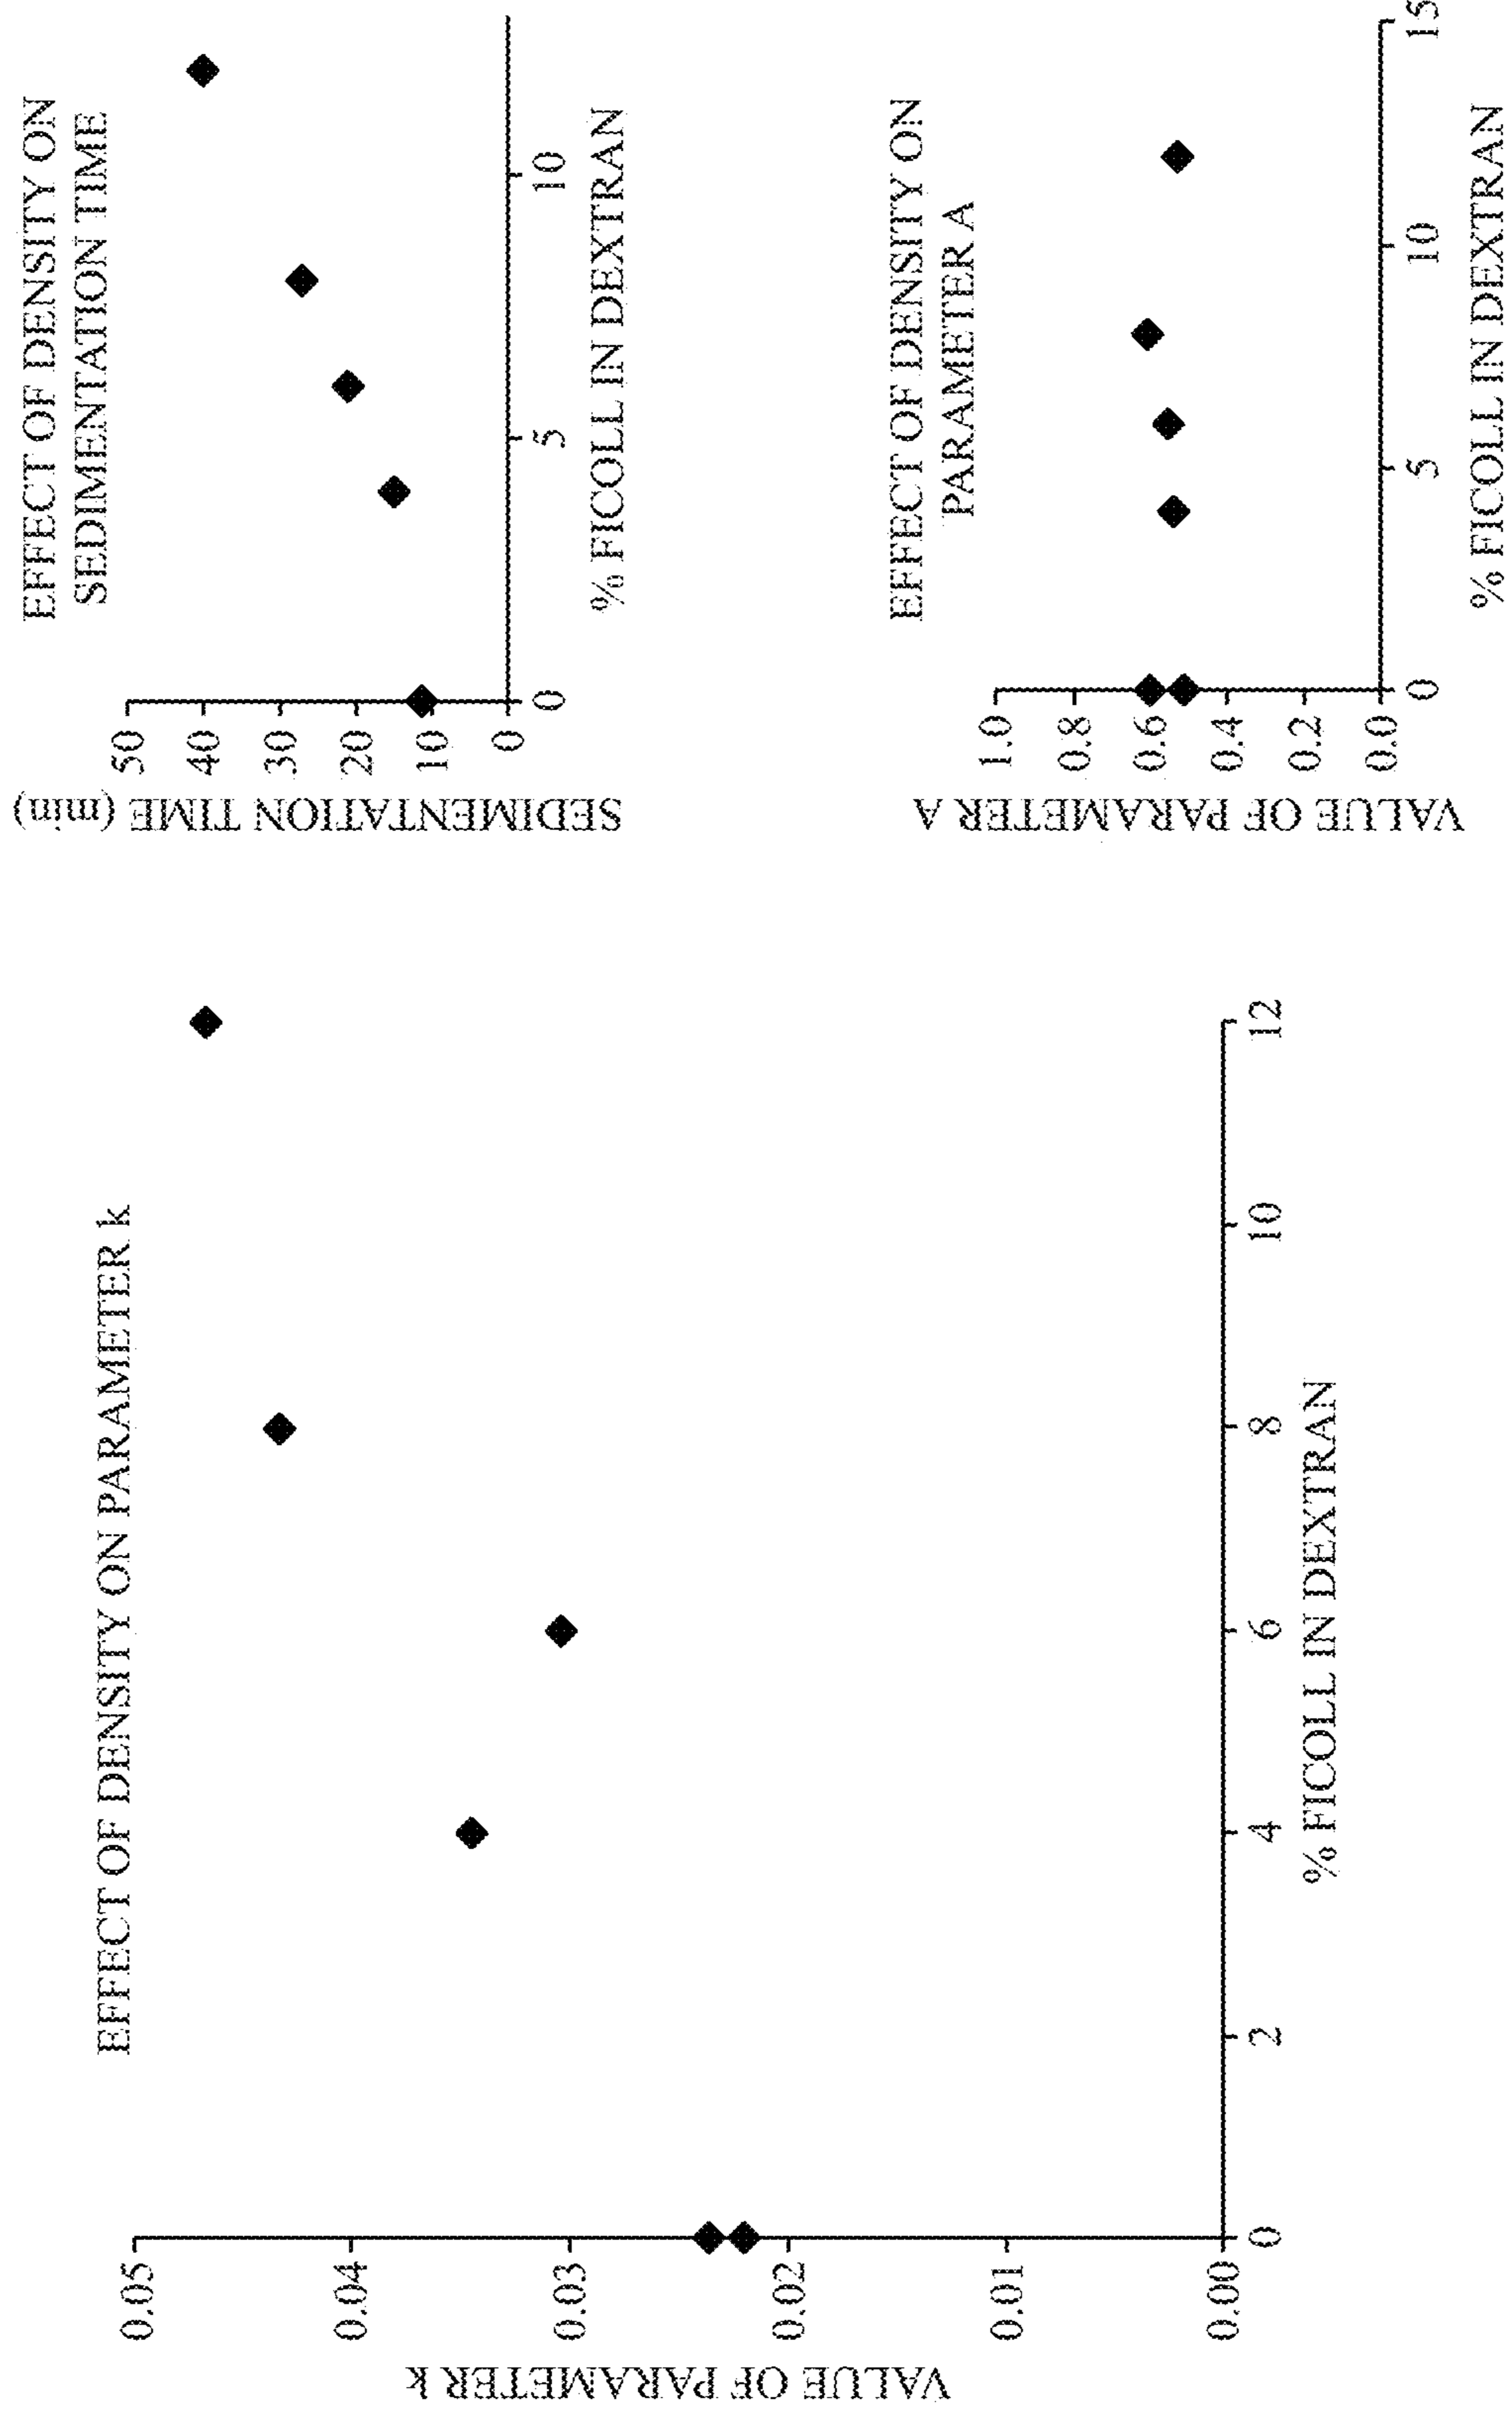 EFFECT OF DENSITY ON PARAMETER k
VALUE OF PARAMETER k
0.05
0.04
0.03
0.02
0.01
0.00
0
2
4
6
8
10
12
% FICOLL IN DEXTRAN
EFFECT OF DENSITY ON
SEDIMENTATION TIME
SEDIMENTATION TIME (min)
50
40
30
20
10
0
0
5
10
% FICOLL IN DEXTRAN
EFFECT OF DENSITY ON
PARAMETER A
VALUE OF PARAMETER A
1.0
0.8
0.6
0.4
0.2
0.0
0
5
10
15
% FICOLL IN DEXTRAN